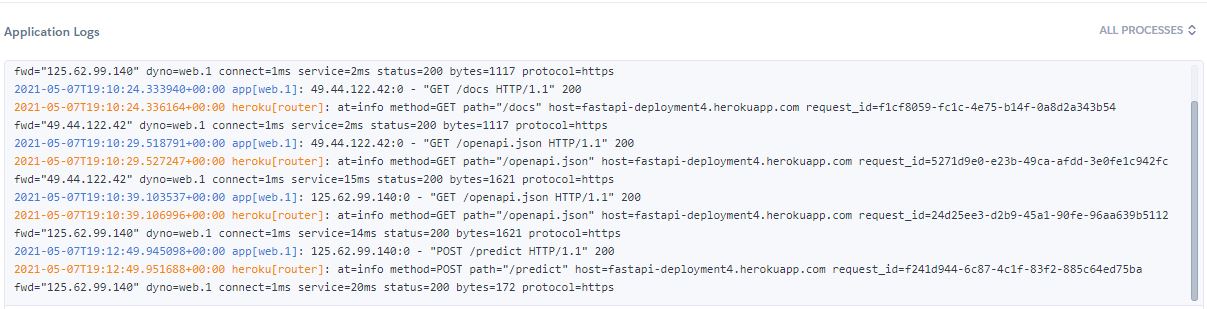 Application Logs
ALL PROCESSES
fwd="125.62.99.140" dyno=web.1 connect=1ms service=2ms status=200 bytes=1117 protocol=https
2021-05-07T19:10:24.333940+00:00 app[web.1]: 49.44.122.42:0 - "GET /docs HTTP/1.1" 200
2021-05-07T19:10:24.336164+00:00 heroku[router]: at=info method=GET path="/docs" host=fastapi-deployment4.herokuapp.com request_id=f1cf8059-fc1c-4e75-b14f-0a8d2a343b54
fwd="49.44.122.42" dyno=web.1 connect=1ms service=2ms status=200 bytes=1117 protocol=https
2021-05-07T19:10:29.518791+00:00 app[web.1]: 49.44.122.42:0 - "GET /openapi.json HTTP/1.1" 200
2021-05-07T19:10:29.527247+00:00 heroku[router]: at=info method=GET path="/openapi.json" host=fastapi-deployment4.herokuapp.com request_id=5271d9e0-e23b-49ca-afdd-3e0fe1c942fc
fwd="49.44.122.42" dyno=web.1 connect=1ms service=15ms status=200 bytes=1621 protocol=https
2021-05-07T19:10:39.103537+00:00 app[web.1]: 125.62.99.140:0 - "GET /openapi.json HTTP/1.1" 200
2021-05-07T19:10:39.106996+00:00 heroku[router]: at=info method=GET path="/openapi.json" host=fastapi-deployment4.herokuapp.com request_id=24d25ee3-d2b9-45a1-90fe-96aa639b5112
fwd="125.62.99.140" dyno=web.1 connect=1ms service=14ms status=200 bytes=1621 protocol=https
2021-05-07T19:12:49.945098+00:00 app[web.1]: 125.62.99.140:0 - "POST /predict HTTP/1.1" 200
2021-05-07T19:12:49.951688+00:00 heroku[router]: at=info method=POST path="/predict" host=fastapi-deployment4.herokuapp.com request_id=f241d944-6c87-4c1f-83f2-885c64ed75ba
fwd="125.62.99.140" dyno=web.1 connect=1ms service=20ms status=200 bytes=172 protocol=https